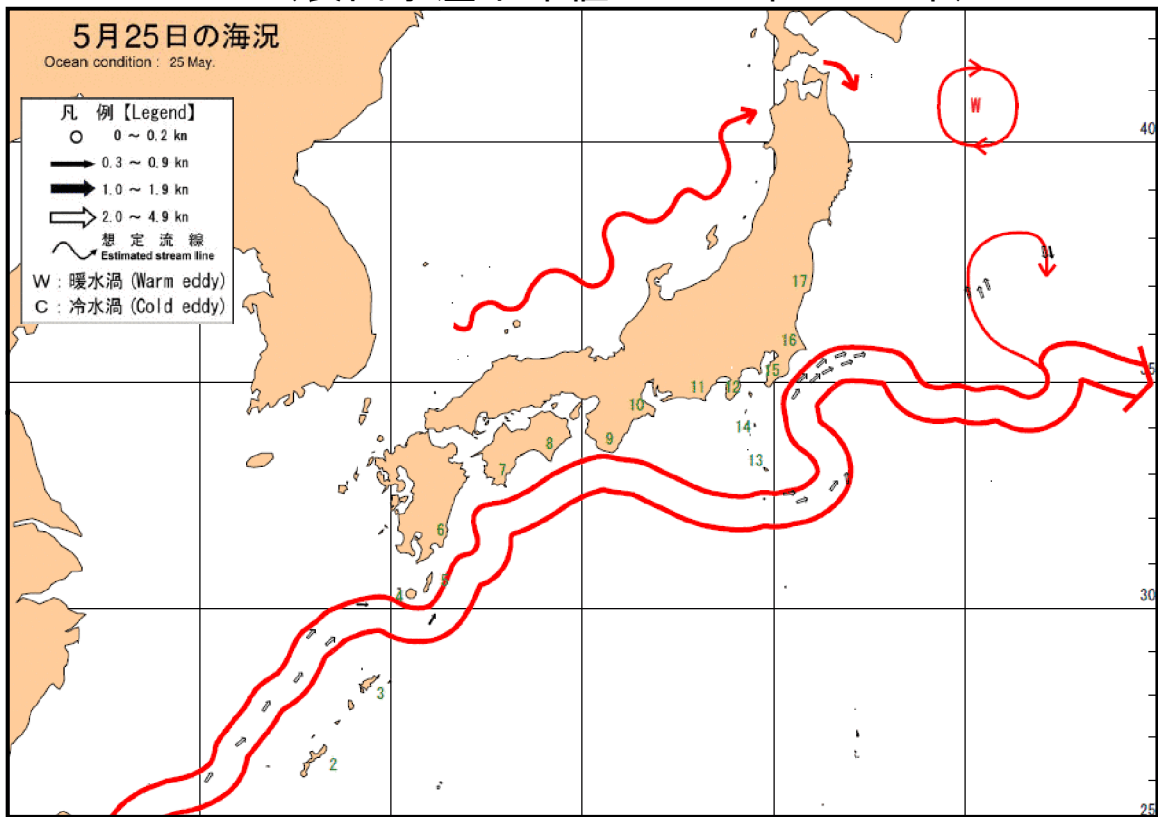 5月25日の海況
Ocean condition : 25 May.
凡 例【Legend】
0 ~ 0.2 kn
0.3 ~ 0.9 kn
1.0 ~ 1.9 kn
2.0 ~ 4.9 kn
想 定 流 線
Estimated stream line
W : 暖水渦 (Warm eddy)
C : 冷水渦 (Cold eddy)
W
40
17
16
35
15
12
11
10
14
9
8
13
7
6
5
4
30
3
2
25